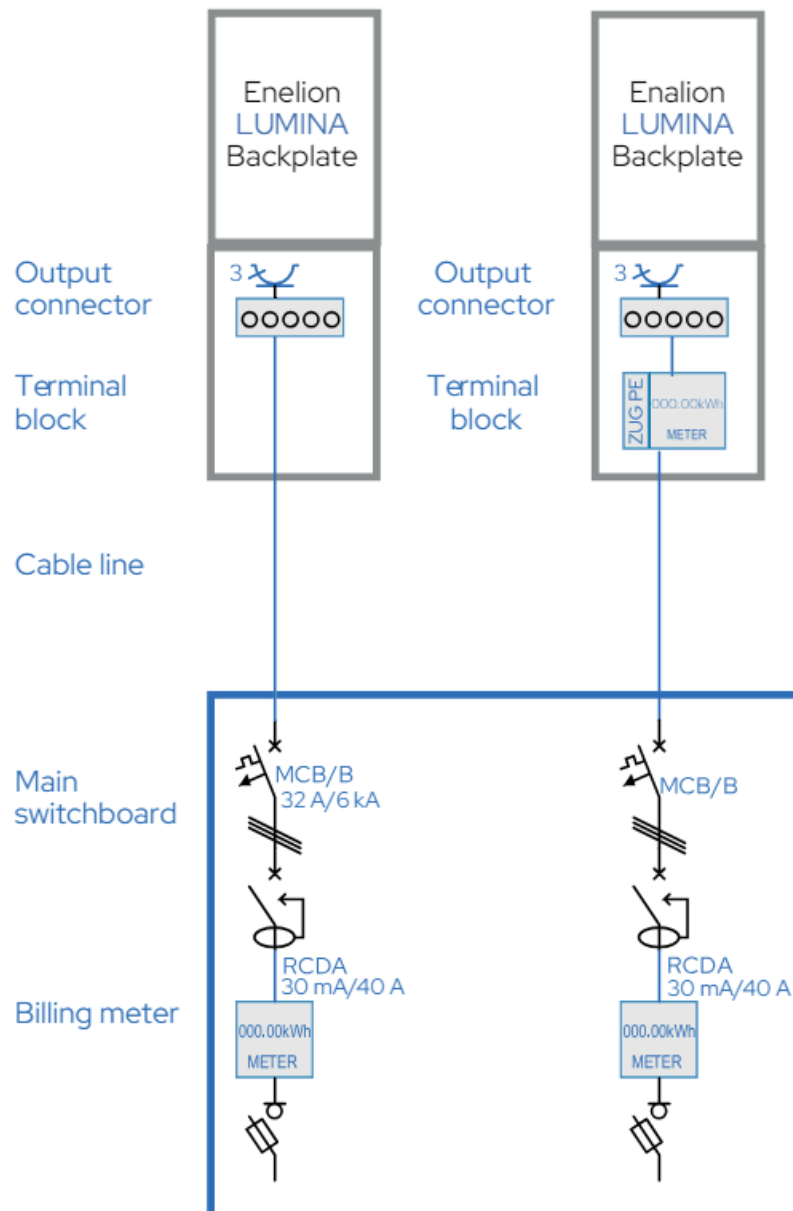 Enelion
LUMINA
Backplate
Enalion
LUMINA
Backplate
Output
connector
3
Output
connector
3
Terminal
block
Terminal
block
ZUG PE
000.00kWh
METER
Cable line
Main
switchboard
MCB/B
32 A/6 kA
MCB/B
RCDA
30 mA/40 A
RCDA
30 mA/40 A
Billing meter
000.00kWh
METER
000.00kWh
METER